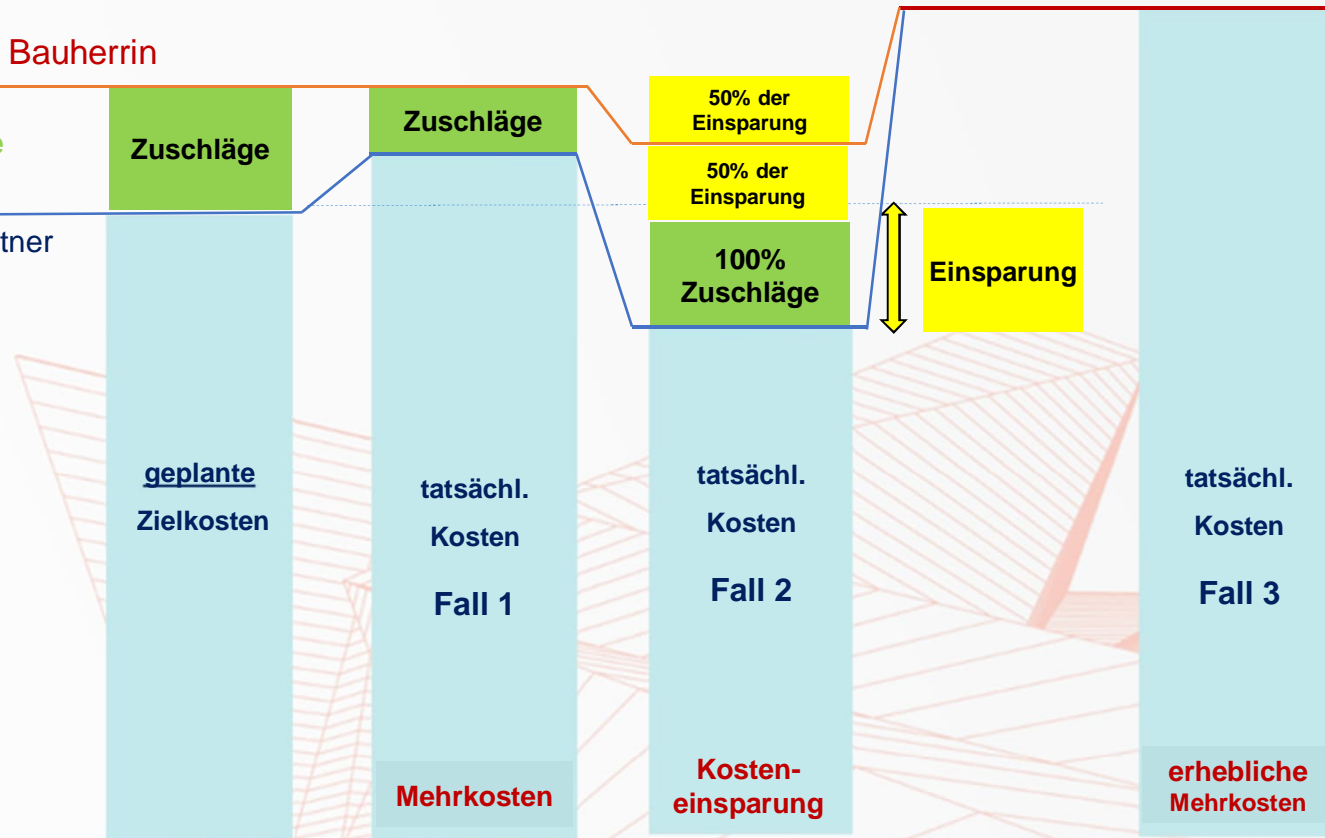 Bauherrin
Zuschläge
tner
geplante
Zielkosten
Zuschläge
tatsächl.
Kosten
Fall 1
Mehrkosten
50% der
Einsparung
50% der
Einsparung
100%
Zuschläge
tatsächl.
Kosten
Fall 2
Kosten-
einsparung
Einsparung
tatsächl.
Kosten
Fall 3
erhebliche
Mehrkosten